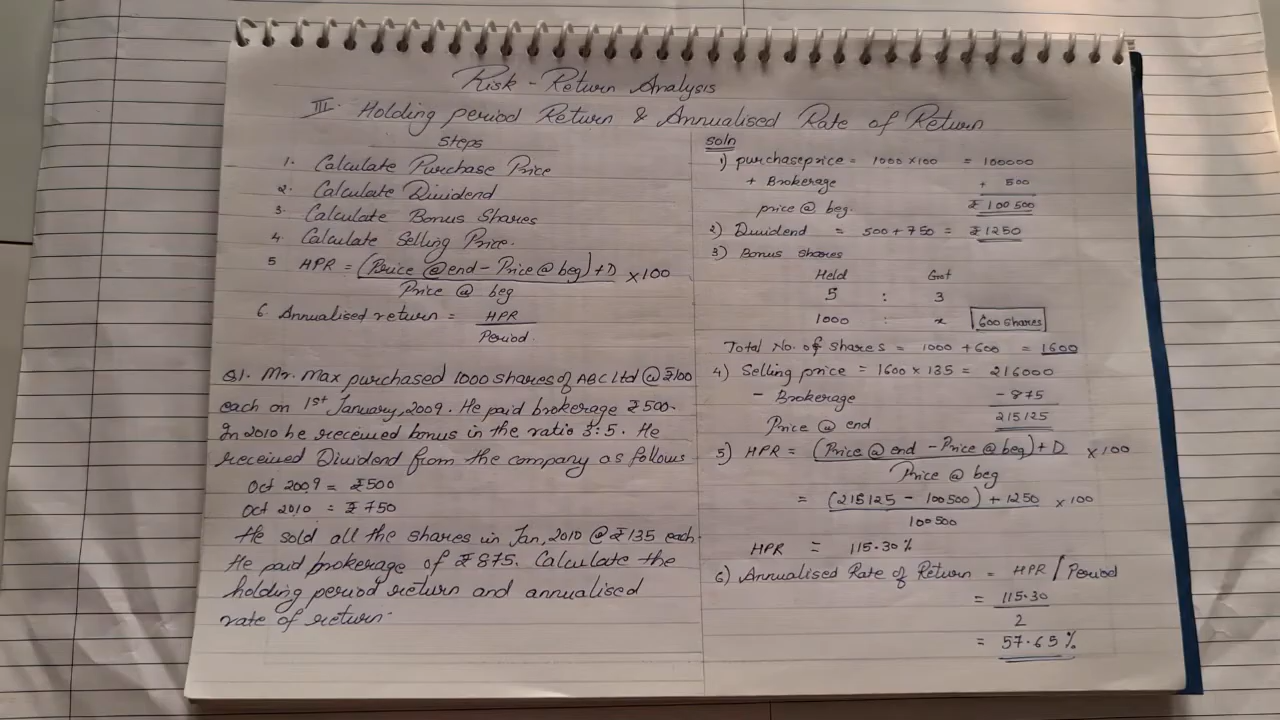 Risk - Return Analysis
III. Holding period Return & Annualised Rate of Return
Steps
1. Calculate Purchase Price
2. Calculate Dividend
3. Calculate Bonus Shares
4. Calculate Selling Price.
5 HPR = (Price @ end - Price @ beg) + D × 100
Price @ beg
6. Annualised return = HPR
Period.
Q1. Mr. Max purchased 1000 shares of ABC Ltd @ ₹100
each on 1st January, 2009. He paid brokerage ₹500.
In 2010 he received bonus in the ratio 3:5. He
received Dividend from the company as follows
Oct 2009 = ₹500
Oct 2010 = ₹750
He sold all the shares in Jan, 2010 @ ₹135 each.
He paid brokerage of ₹875. Calculate the
holding period return and annualised
rate of return.
soln
1) purchase price = 1000 × 100 = 100000
+ Brokerage + 500
price @ beg. ₹ 100 500
2) Dividend = 500 + 750 = ₹1250
3) Bonus shares
Held Got
5 : 3
1000 : x 600 shares
Total No. of shares = 1000 + 600 = 1600
4) Selling price = 1600 × 135 = 216000
- Brokerage - 875
Price @ end 215125
5) HPR = (Price @ end - Price @ beg) + D × 100
Price @ beg
= (215125 - 100500) + 1250 × 100
100500
HPR = 115.30%
6) Annualised Rate of Return = HPR / Period
= 115.30
2
= 57.65%